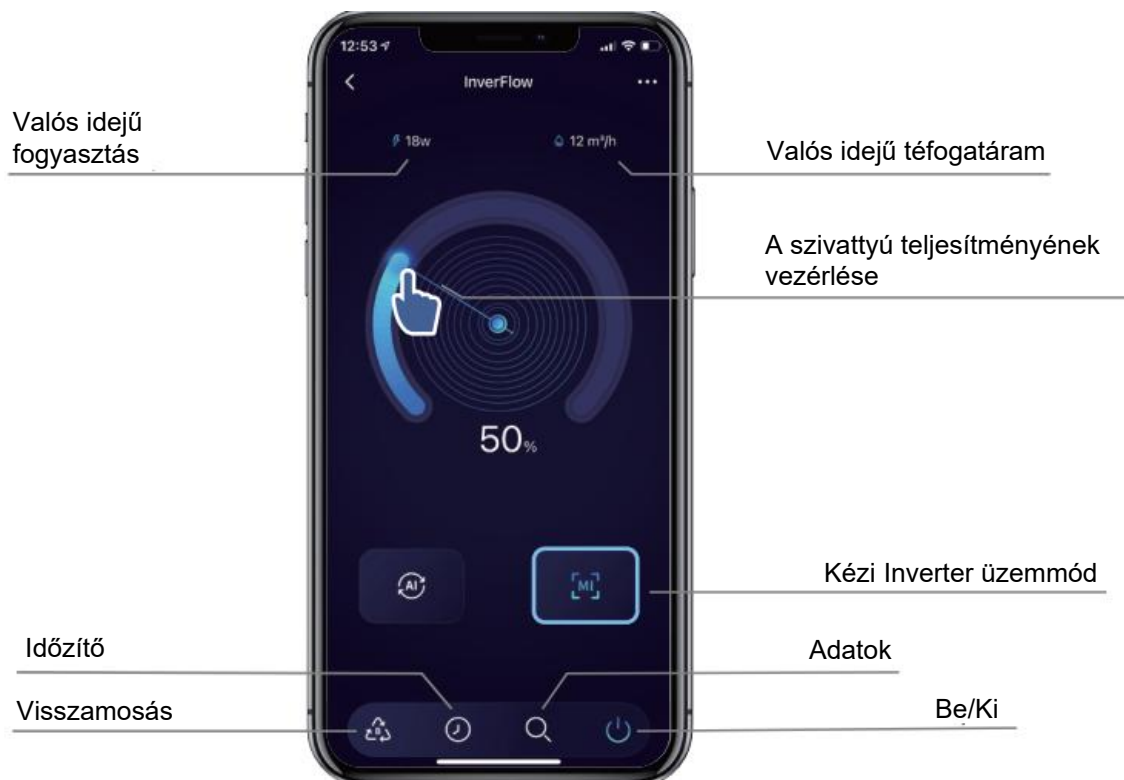 12:53
InverFlow
Valós idejű
fogyasztás
18w
12 m³/h
Valós idejű téfogatáram
A szivattyú teljesítményének
vezérlése
50%
AI
MI
Kézi Inverter üzemmód
Időzítő
Adatok
Visszamosás
Be/Ki